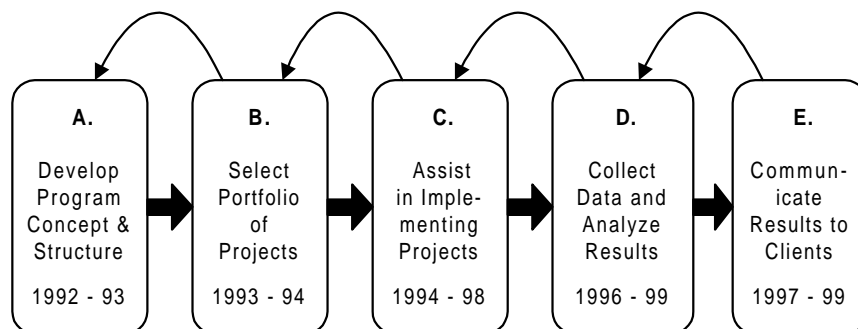 A.
Develop
Program
Concept &
Structure
1992 - 93
B.
Select
Portfolio
of
Projects
1993 - 94
C.
Assist
in Imple-
menting
Projects
1994 - 98
D.
Collect
Data and
Analyze
Results
1996 - 99
E.
Commun-
icate
Results to
Clients
1997 - 99